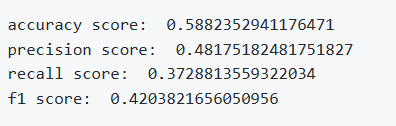 accuracy score:  0.5882352941176471
precision score:  0.48175182481751827
recall score:  0.3728813559322034
f1 score:  0.4203821656050956